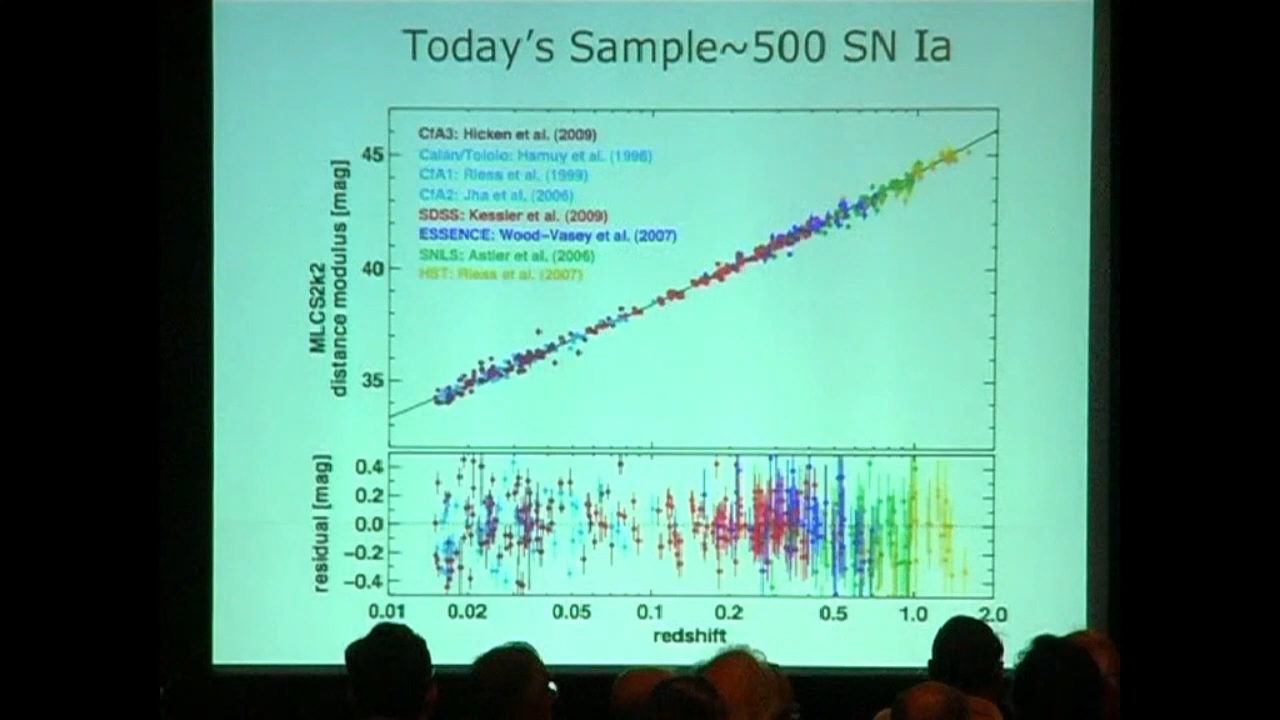 Today's Sample~500 SN Ia
CfA3: Hicken et al. (2009)
Calán/Tololo: Hamuy et al. (1996)
CfA1: Riess et al. (1999)
CfA2: Jha et al. (2006)
SDSS: Kessler et al. (2009)
ESSENCE: Wood-Vasey et al. (2007)
SNLS: Astier et al. (2006)
HST: Riess et al. (2007)
MLCS2k2
distance modulus [mag]
45
40
35
residual [mag]
0.4
0.2
0.0
-0.2
-0.4
0.01 0.02 0.05 0.1 0.2 0.5 1.0 2.0
redshift